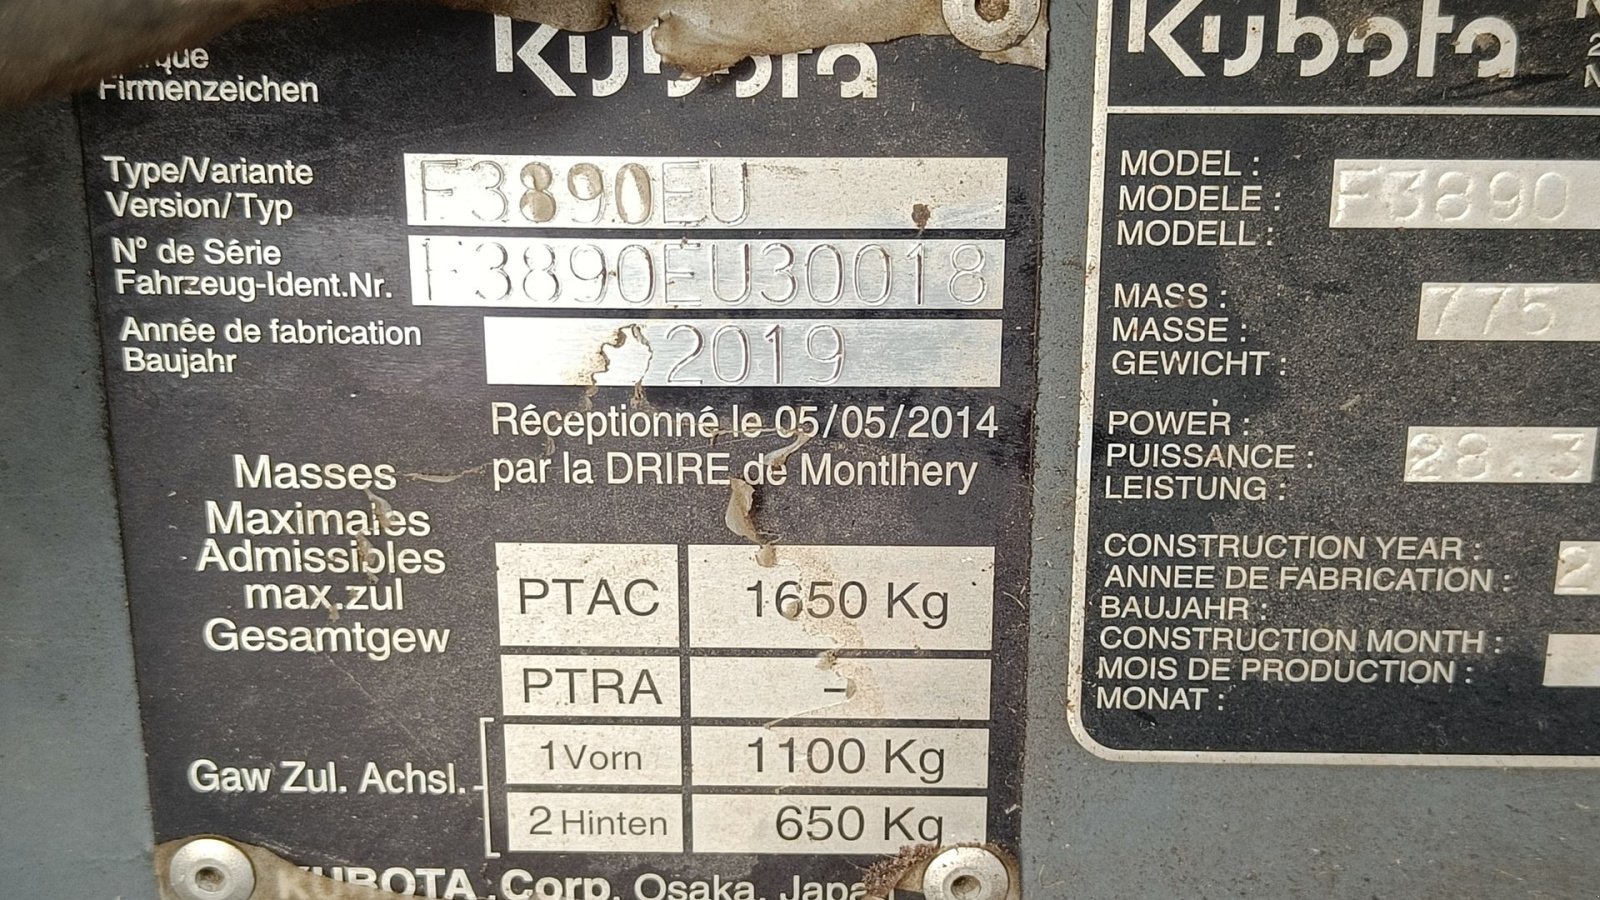 Kubota
Firmenzeichen
Type/Variante
Version/Typ
F3890EU
N° de Série
Fahrzeug-Ident.Nr.
F3890EU30018
Année de fabrication
Baujahr
2019
Réceptionné le 05/05/2014
par la DRIRE de Montlhery
Masses
Maximales
Admissibles
max.zul
Gesamtgew
PTAC 1650 Kg
PTRA -
Gaw Zul. Achsl.
1 Vorn 1100 Kg
2 Hinten 650 Kg
KUBOTA Corp. Osaka, Japa
Kubota
MODEL :
MODELE :
MODELL :
F3890
MASS :
MASSE :
GEWICHT :
775
POWER :
PUISSANCE :
LEISTUNG :
28.3
CONSTRUCTION YEAR :
ANNEE DE FABRICATION :
BAUJAHR :
2
CONSTRUCTION MONTH :
MOIS DE PRODUCTION :
MONAT :